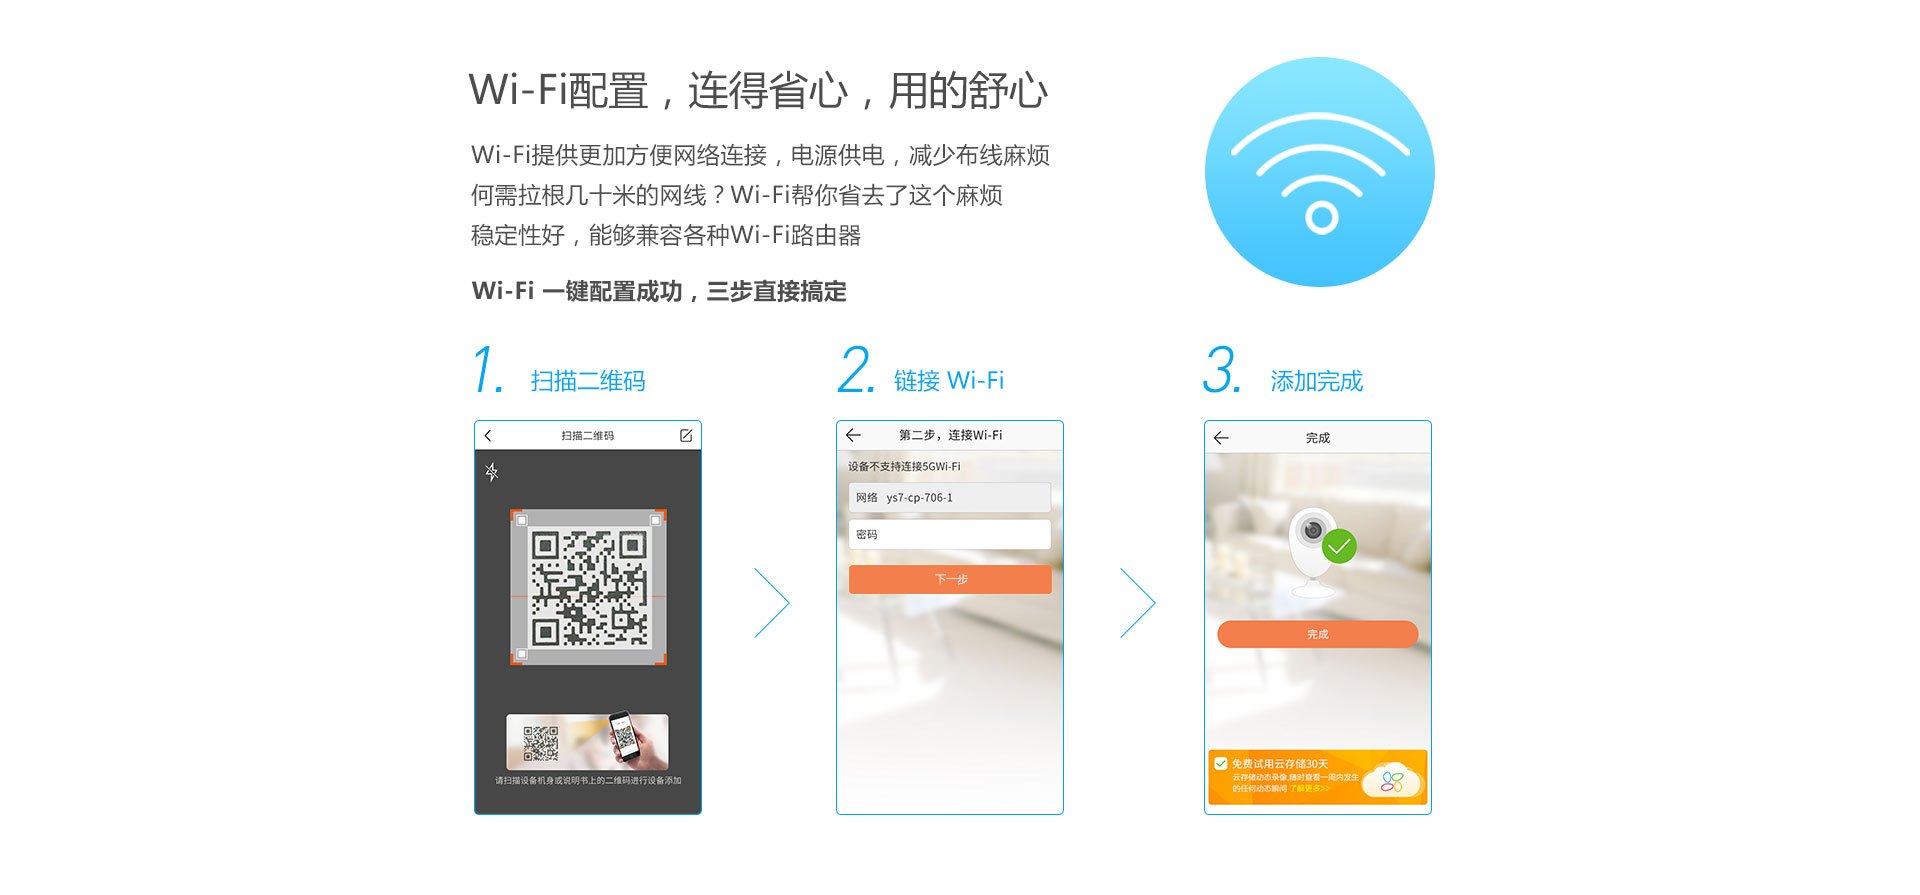 Wi-Fi配置，连得省心，用的舒心
Wi-Fi提供更加方便网络连接，电源供电，减少布线麻烦
何需拉根几十米的网线？Wi-Fi帮你省去了这个麻烦
稳定性好，能够兼容各种Wi-Fi路由器
Wi-Fi 一键配置成功，三步直接搞定
1. 扫描二维码
2. 链接 Wi-Fi
3. 添加完成
扫描二维码
请扫描设备机身或说明书上的二维码进行设备添加
第二步，连接Wi-Fi
设备不支持连接5GWi-Fi
网络 ys7-cp-706-1
密码
下一步
完成
完成
免费试用云存储30天
云存储动态录像,随时查看一周内发生
的任何动态瞬间 了解更多>>